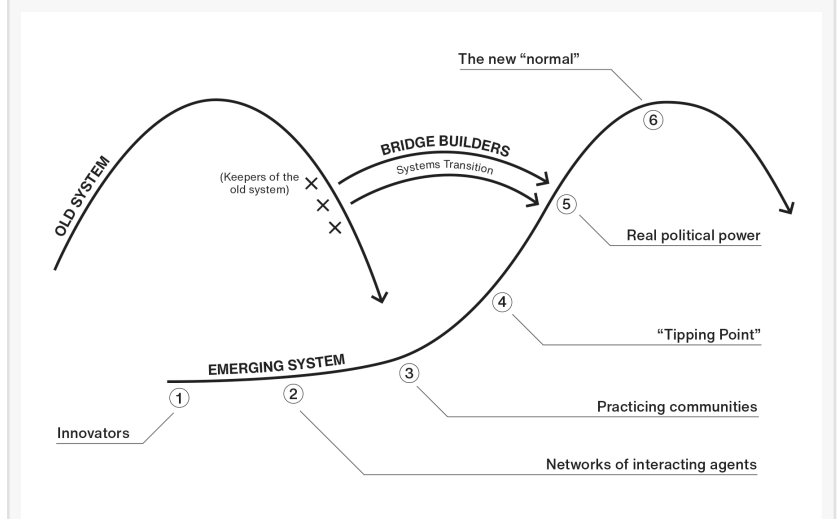 The new “normal”
6
BRIDGE BUILDERS
Systems Transition
OLD SYSTEM
(Keepers of the
old system)
5
Real political power
4
“Tipping Point”
EMERGING SYSTEM
3
1
2
Practicing communities
Innovators
Networks of interacting agents